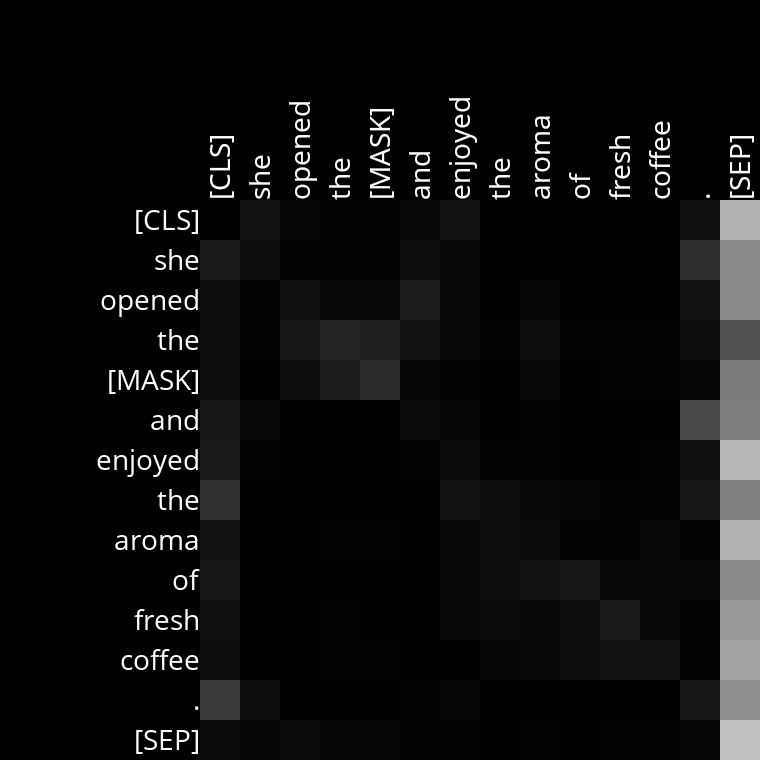 [CLS] she opened the [MASK] and enjoyed the aroma of fresh coffee . [SEP]
[CLS]
she
opened
the
[MASK]
and
enjoyed
the
aroma
of
fresh
coffee
.
[SEP]